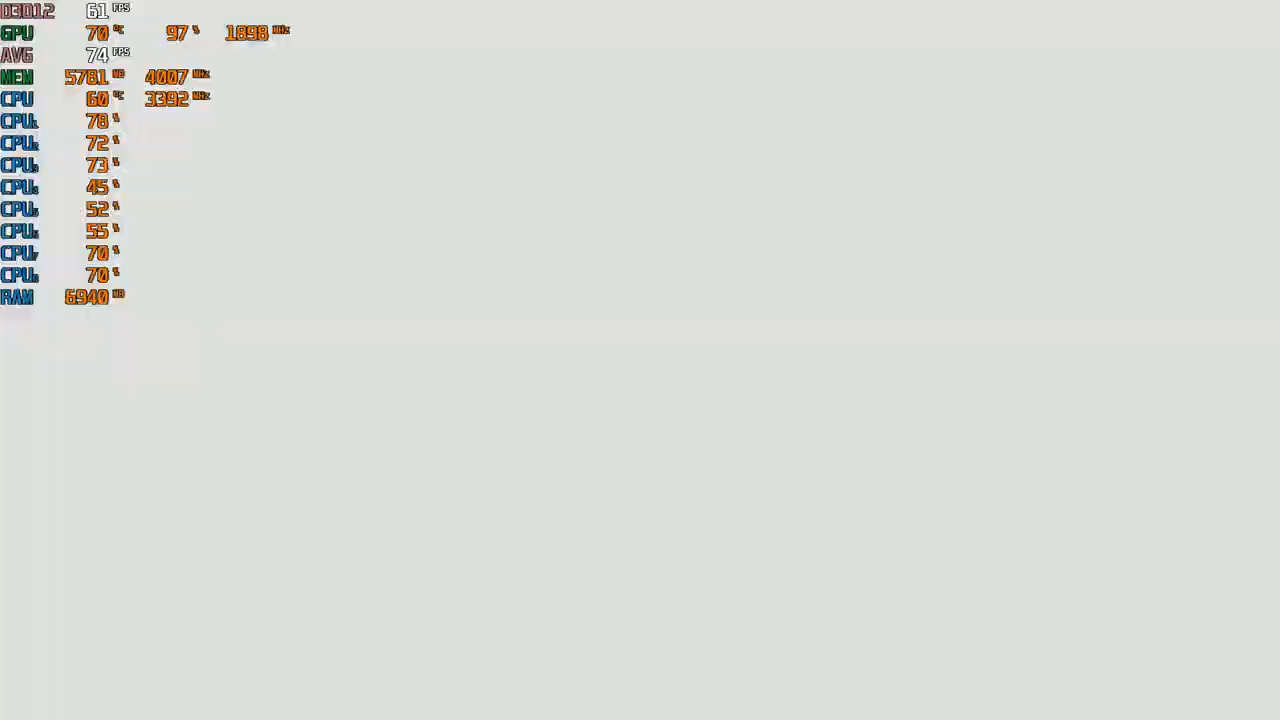 D3D12 61 FPS
GPU 70 °C 97 % 1898 MHz
AVG 74 FPS
MEM 5781 MB 4007 MHz
CPU 60 °C 3392 MHz
CPU1 78 %
CPU2 72 %
CPU3 73 %
CPU4 45 %
CPU5 52 %
CPU6 55 %
CPU7 70 %
CPU8 70 %
RAM 6940 MB